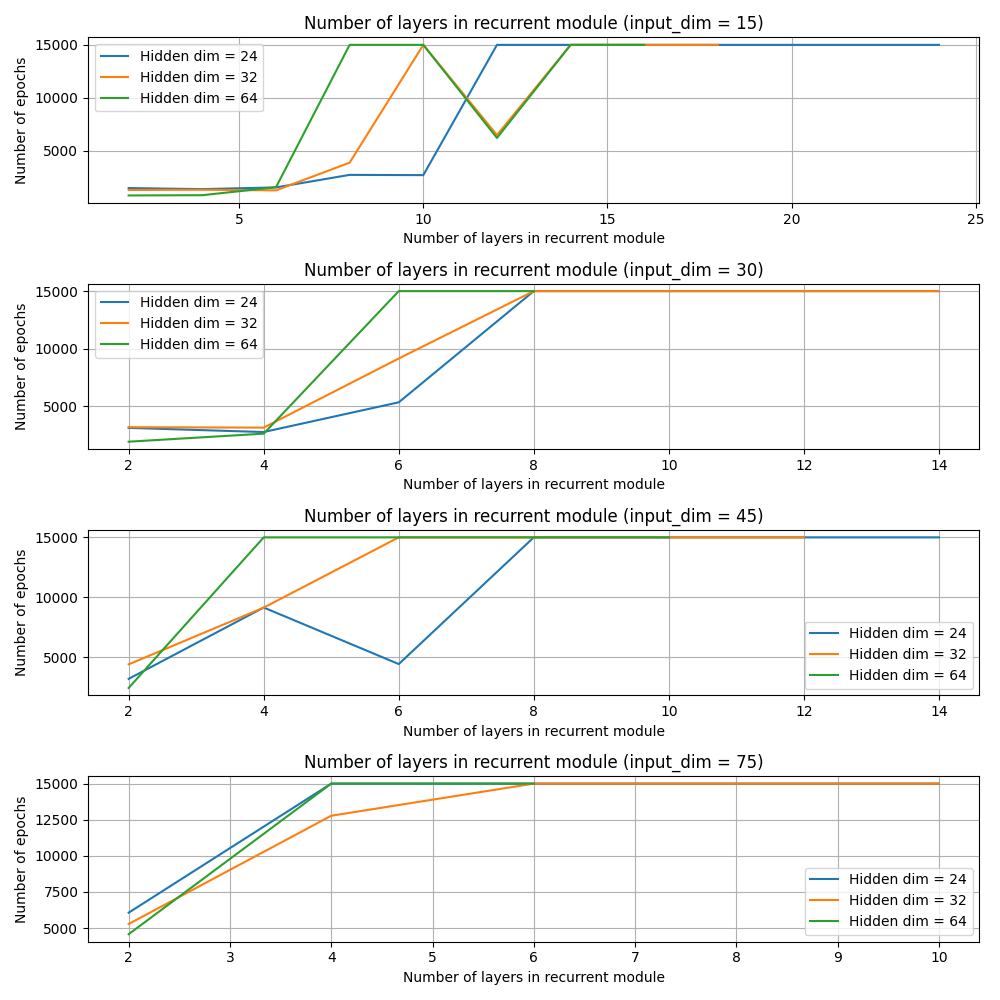 Number of layers in recurrent module (input_dim = 15)
15000
10000
5000
Number of epochs
Hidden dim = 24
Hidden dim = 32
Hidden dim = 64
5 10 15 20 25
Number of layers in recurrent module
Number of layers in recurrent module (input_dim = 30)
15000
10000
5000
Number of epochs
Hidden dim = 24
Hidden dim = 32
Hidden dim = 64
2 4 6 8 10 12 14
Number of layers in recurrent module
Number of layers in recurrent module (input_dim = 45)
15000
10000
5000
Number of epochs
Hidden dim = 24
Hidden dim = 32
Hidden dim = 64
2 4 6 8 10 12 14
Number of layers in recurrent module
Number of layers in recurrent module (input_dim = 75)
15000
12500
10000
7500
5000
Number of epochs
Hidden dim = 24
Hidden dim = 32
Hidden dim = 64
2 3 4 5 6 7 8 9 10
Number of layers in recurrent module